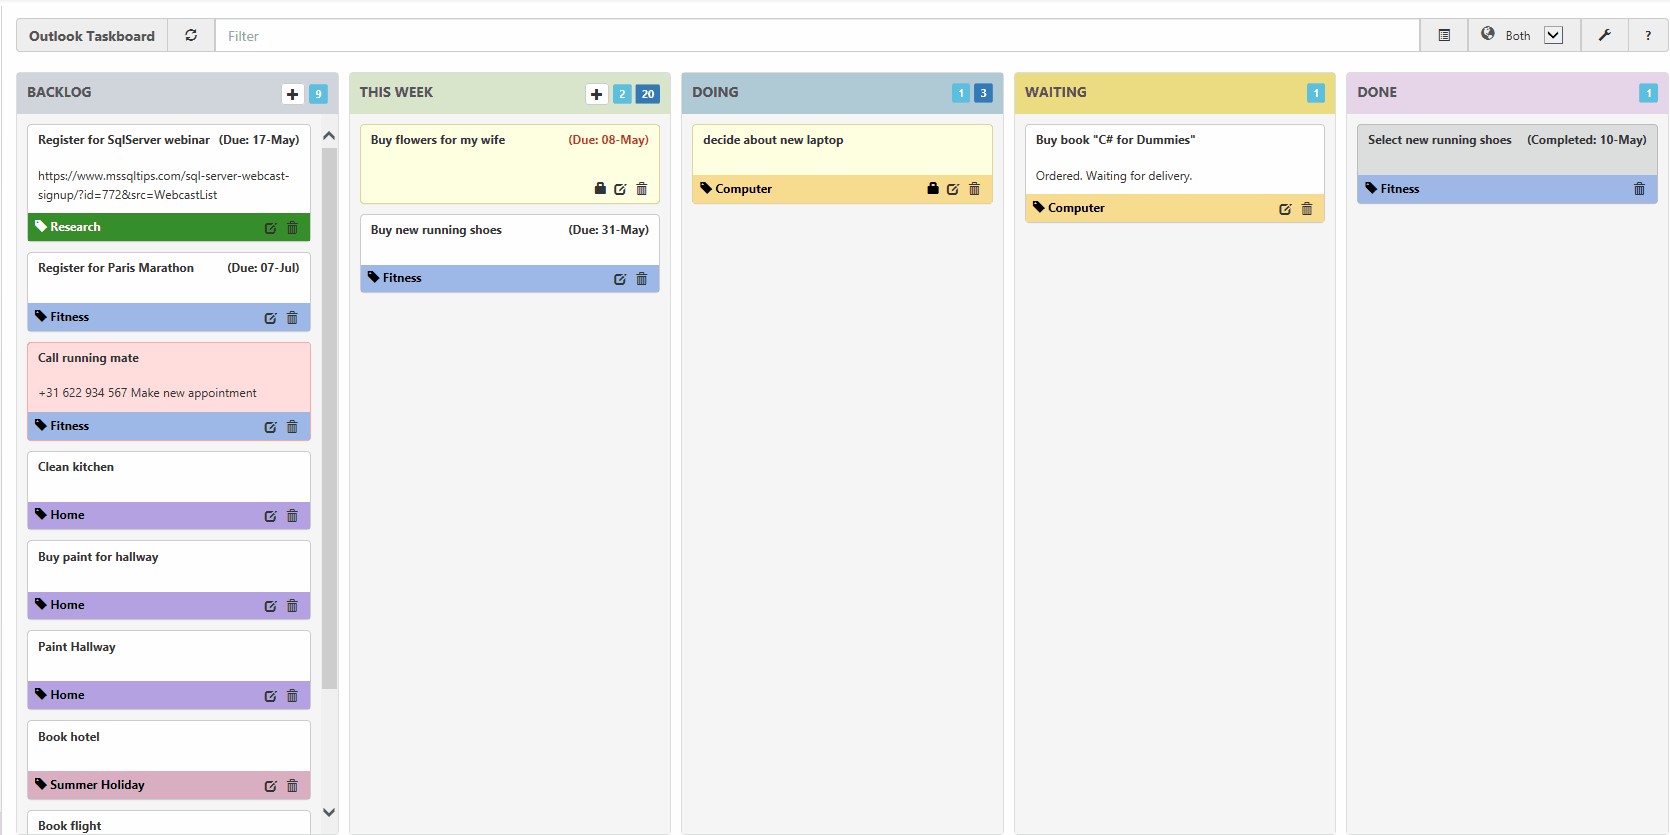 Outlook Taskboard
Filter
Both
?
BACKLOG
9
Register for SqlServer webinar (Due: 17-May)
https://www.mssqltips.com/sql-server-webcast-
signup/?id=772&src=WebcastList
Research
Register for Paris Marathon (Due: 07-Jul)
Fitness
Call running mate
+31 622 934 567 Make new appointment
Fitness
Clean kitchen
Home
Buy paint for hallway
Home
Paint Hallway
Home
Book hotel
Summer Holiday
Book flight
THIS WEEK
2 20
Buy flowers for my wife (Due: 08-May)
Buy new running shoes (Due: 31-May)
Fitness
DOING
1 3
decide about new laptop
Computer
WAITING
1
Buy book "C# for Dummies"
Ordered. Waiting for delivery.
Computer
DONE
1
Select new running shoes (Completed: 10-May)
Fitness